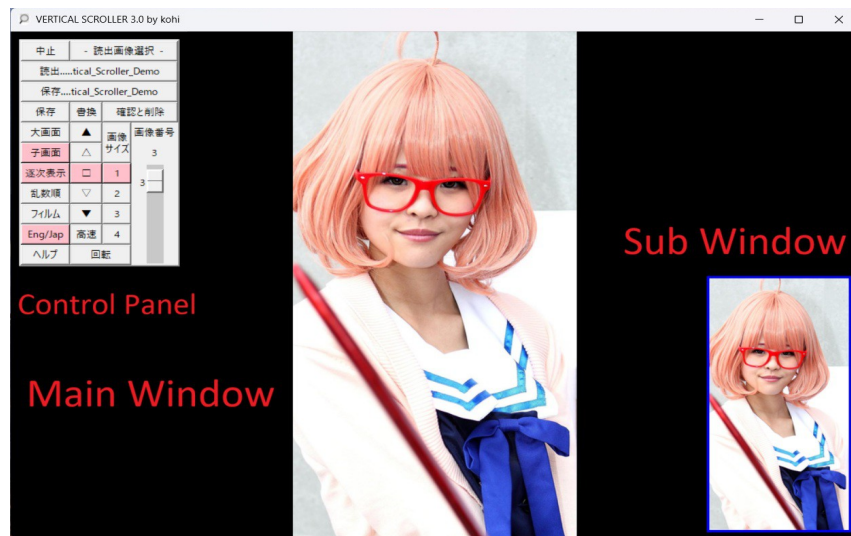 VERTICAL SCROLLER 3.0 by kohi
中止 - 読出画像選択 -
読出.....tical_Scroller_Demo
保存....tical_Scroller_Demo
保存 書換 確認と削除
大画面 ▲ 画像サイズ 画像番号
子画面 △ 3
逐次表示 □ 1 3
乱数順 ▽ 2
フィルム ▼ 3
Eng/Jap 高速 4
ヘルプ 回転
Control Panel
Main Window
Sub Window